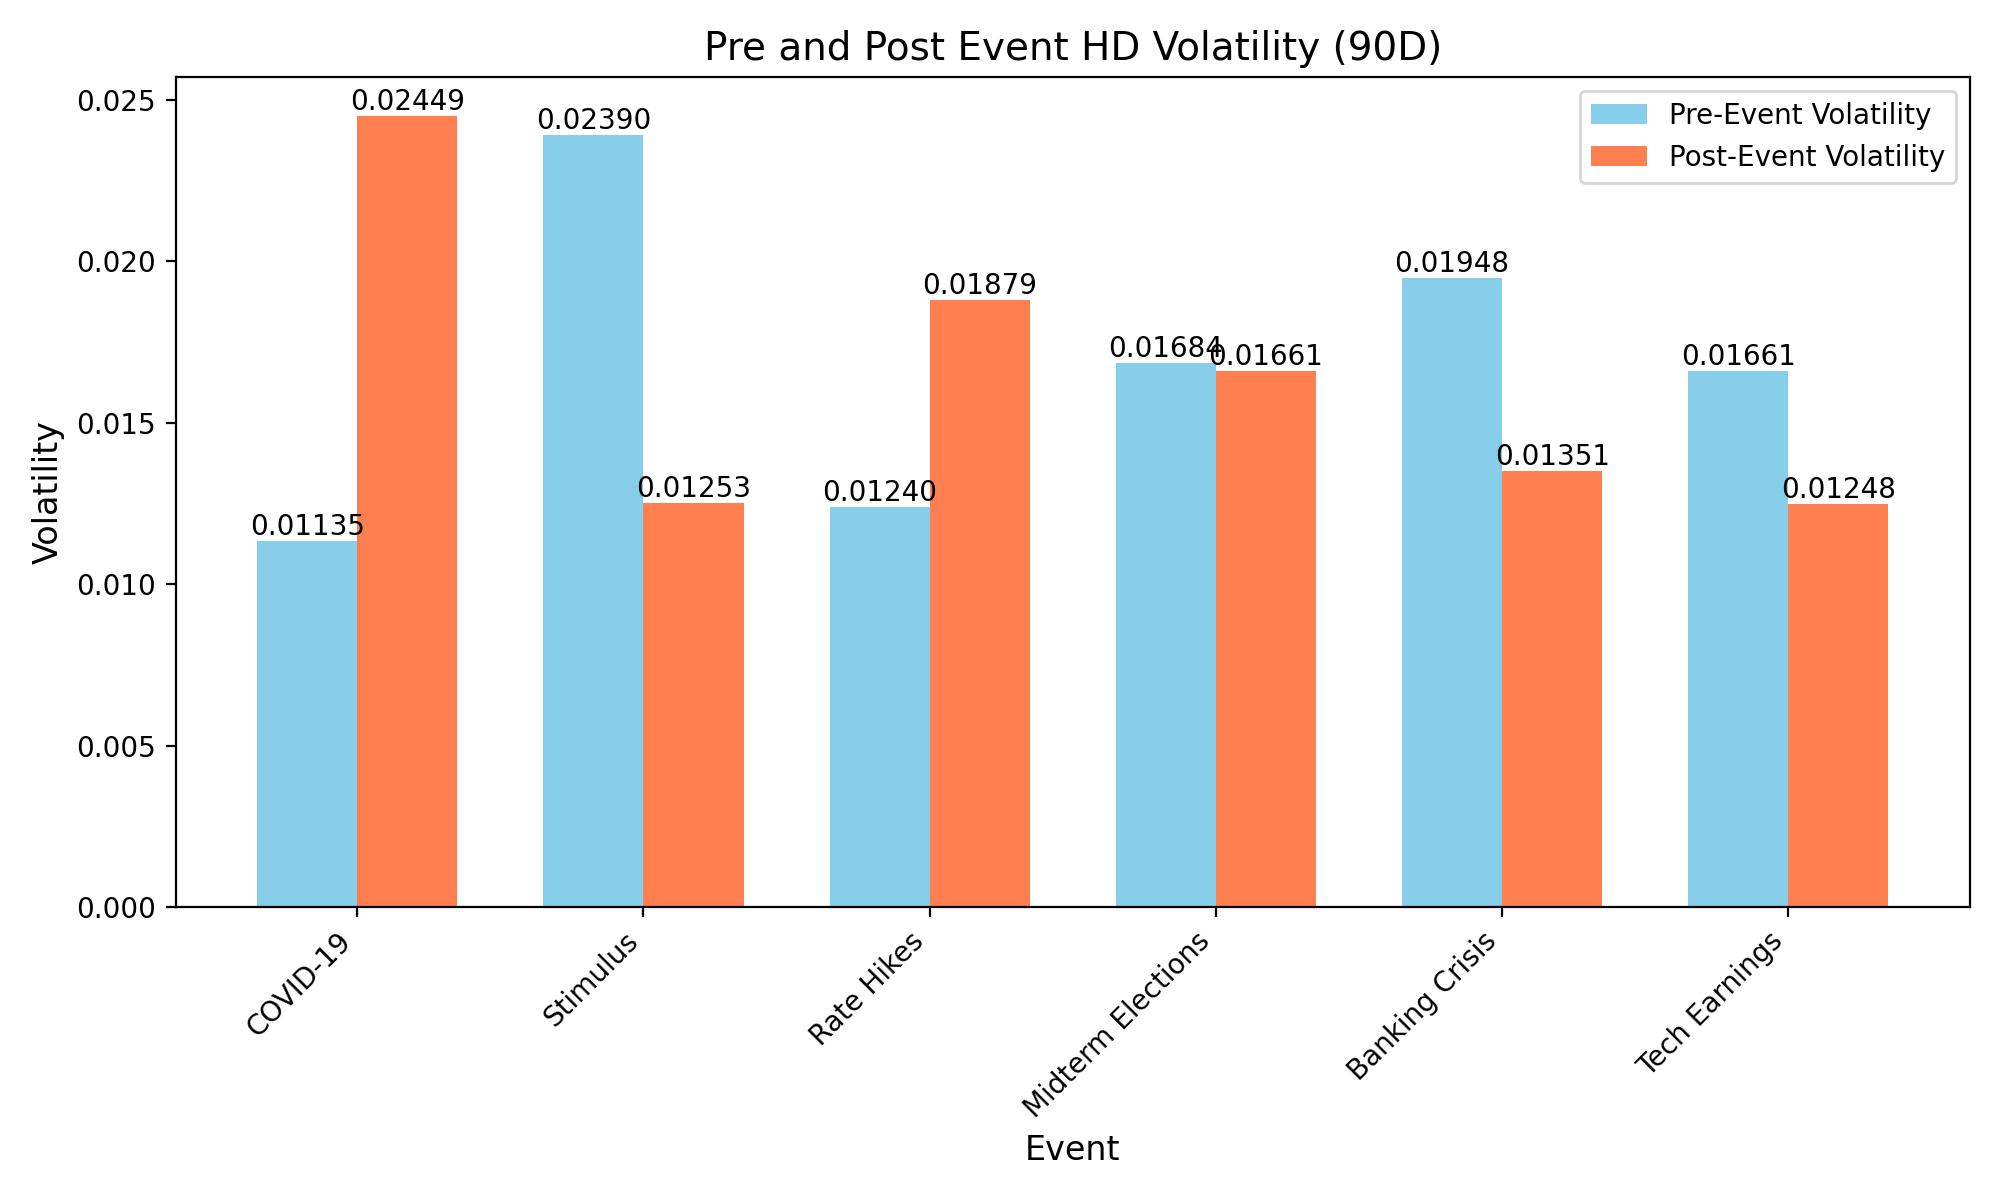 Pre and Post Event HD Volatility (90D)
Pre-Event Volatility
Post-Event Volatility
Volatility
0.025
0.020
0.015
0.010
0.005
0.000
0.01135
0.02449
0.02390
0.01253
0.01240
0.01879
0.01684
0.01661
0.01948
0.01351
0.01661
0.01248
COVID-19
Stimulus
Rate Hikes
Midterm Elections
Banking Crisis
Tech Earnings
Event